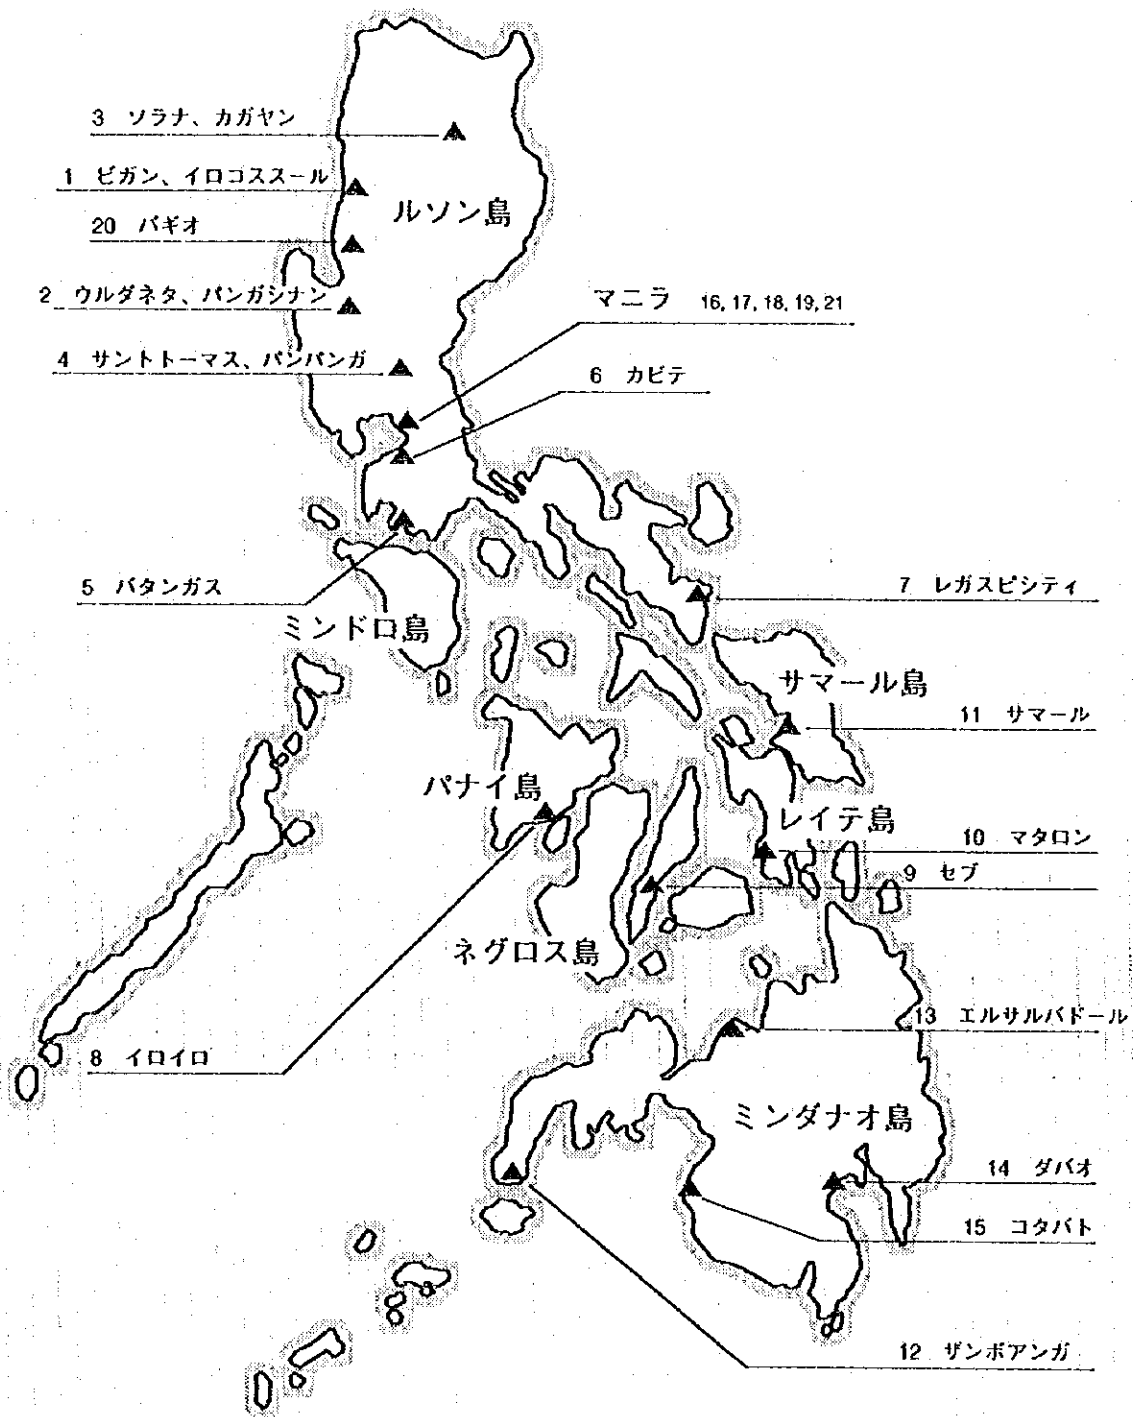 3 ソラナ、カガヤン
1 ビガン、イロコススール
ルソン島
20 バギオ
2 ウルダネタ、パンガシナン
マニラ 16, 17, 18, 19, 21
4 サントトーマス、パンパンガ
6 カビテ
5 バタンガス
7 レガスピシティ
ミンドロ島
サマール島
11 サマール
パナイ島
レイテ島
10 マタロン
9 セブ
ネグロス島
13 エルサルバドール
8 イロイロ
ミンダナオ島
14 ダバオ
15 コタバト
12 ザンボアンガ